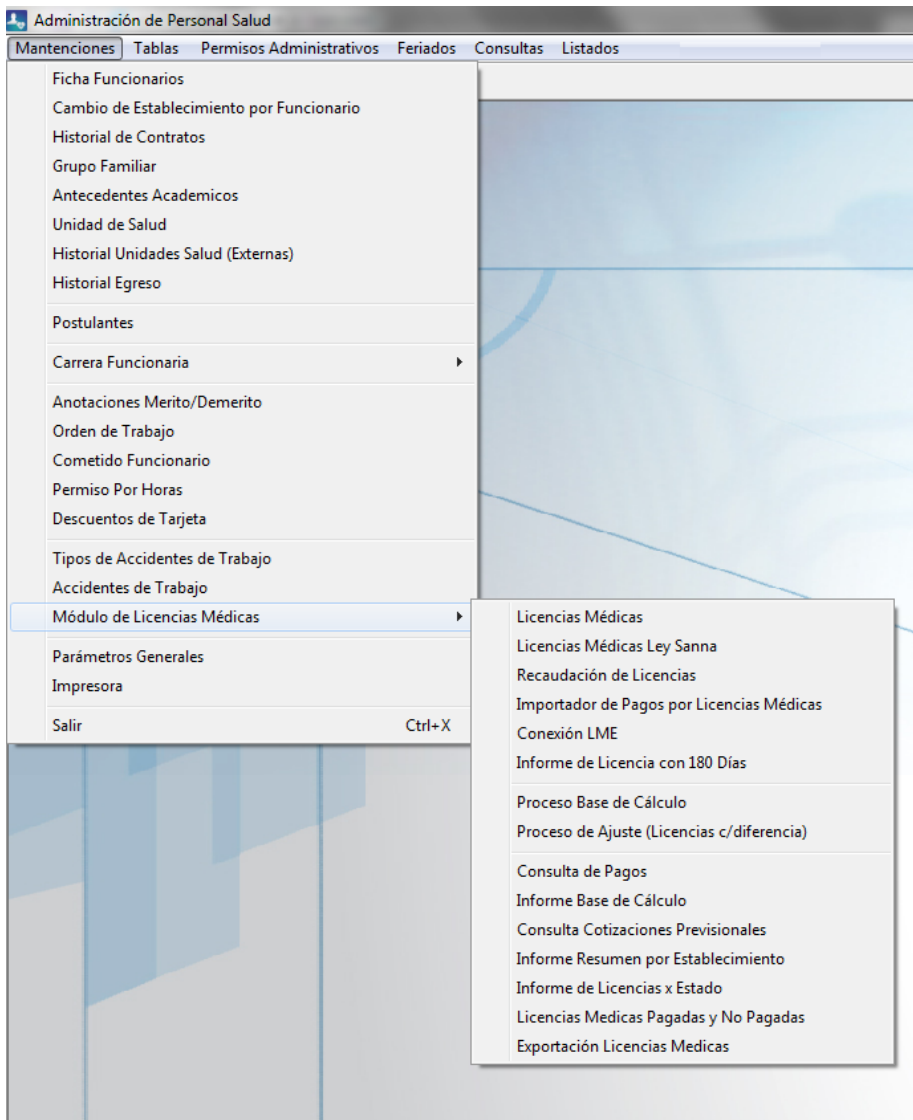 Administración de Personal Salud
Mantenciones Tablas Permisos Administrativos Feriados Consultas Listados
Ficha Funcionarios
Cambio de Establecimiento por Funcionario
Historial de Contratos
Grupo Familiar
Antecedentes Academicos
Unidad de Salud
Historial Unidades Salud (Externas)
Historial Egreso
Postulantes
Carrera Funcionaria
Anotaciones Merito/Demerito
Orden de Trabajo
Cometido Funcionario
Permiso Por Horas
Descuentos de Tarjeta
Tipos de Accidentes de Trabajo
Accidentes de Trabajo
Módulo de Licencias Médicas
Parámetros Generales
Impresora
Salir Ctrl+X
Licencias Médicas
Licencias Médicas Ley Sanna
Recaudación de Licencias
Importador de Pagos por Licencias Médicas
Conexión LME
Informe de Licencia con 180 Días
Proceso Base de Cálculo
Proceso de Ajuste (Licencias c/diferencia)
Consulta de Pagos
Informe Base de Cálculo
Consulta Cotizaciones Previsionales
Informe Resumen por Establecimiento
Informe de Licencias x Estado
Licencias Medicas Pagadas y No Pagadas
Exportación Licencias Medicas